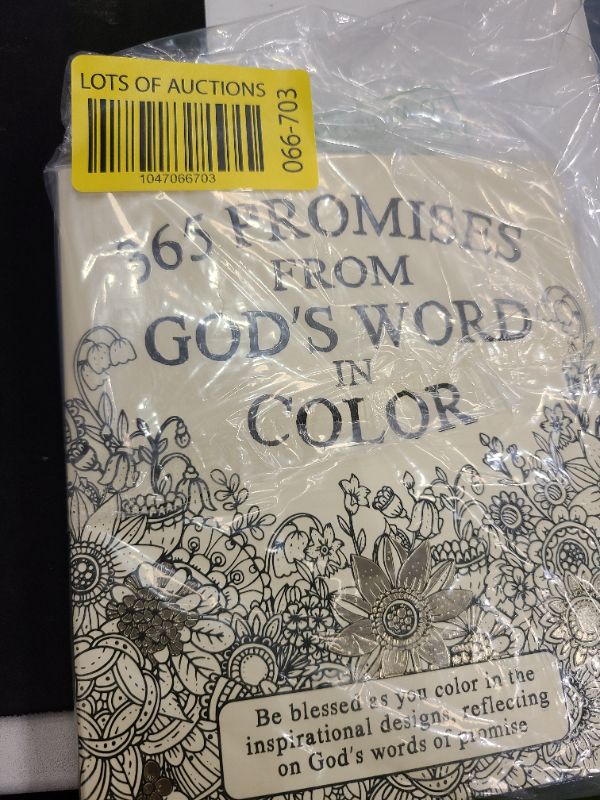 LOTS OF AUCTIONS
1047066703
066-703
365 PROMISES
FROM
GOD'S WORD
IN
COLOR
Be blessed as you color in the
inspirational designs, reflecting
on God's words of promise